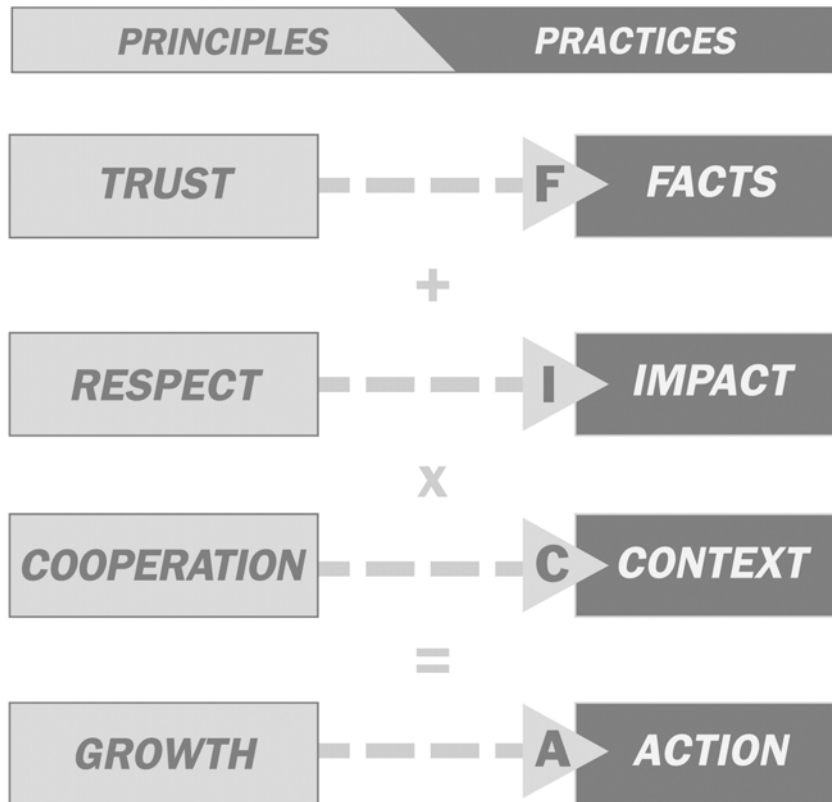 PRINCIPLES PRACTICES
TRUST F FACTS
+
RESPECT I IMPACT
x
COOPERATION C CONTEXT
=
GROWTH A ACTION